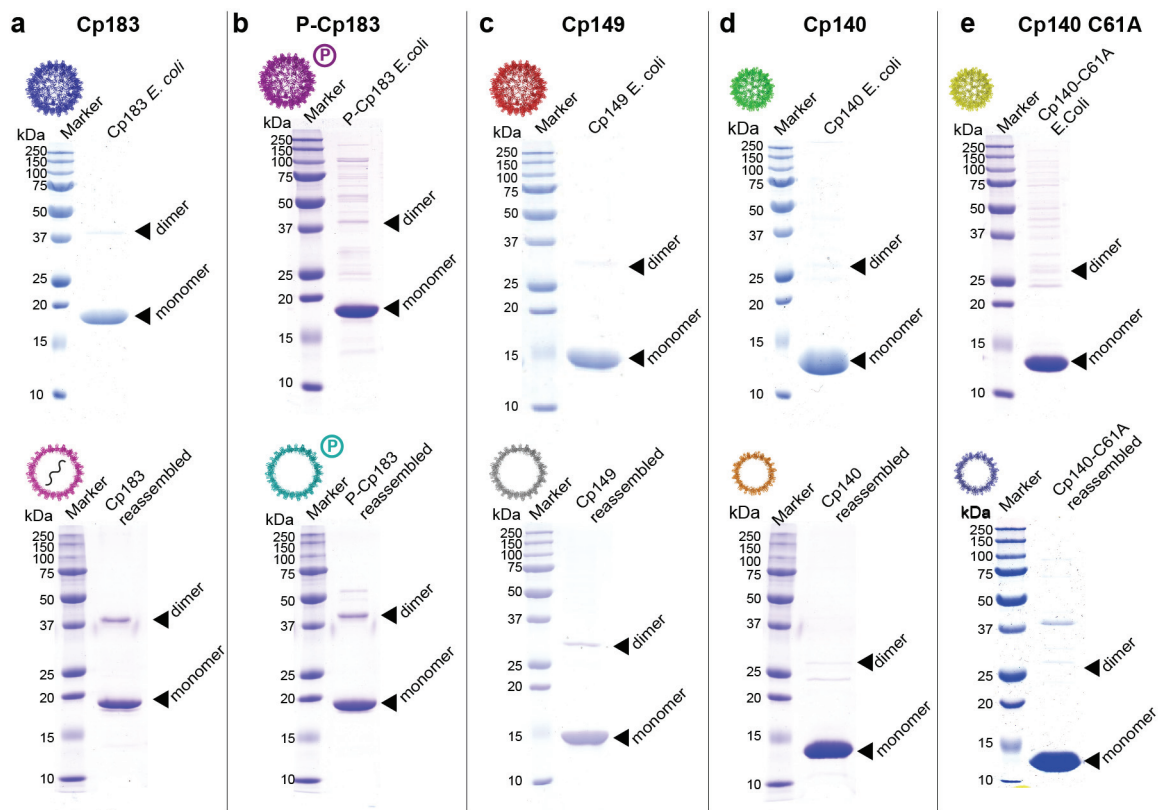 a
Cp183
Marker
Cp183 E. coli
kDa
250
150
100
75
50
37
25
20
15
10
dimer
monomer
Marker
Cp183
reassembled
kDa
250
150
100
75
50
37
25
20
15
10
dimer
monomer
b
P-Cp183
P
Marker
P-Cp183 E.coli
kDa
250
150
100
75
50
37
25
20
15
10
dimer
monomer
P
Marker
P-Cp183
reassembled
kDa
250
150
100
75
50
37
25
20
15
10
dimer
monomer
c
Cp149
Marker
Cp149 E. coli
kDa
250
150
100
75
50
37
25
20
15
10
dimer
monomer
Marker
Cp149
reassembled
kDa
250
150
100
75
50
37
25
20
15
10
dimer
monomer
d
Cp140
Marker
Cp140 E. coli
kDa
250
150
100
75
50
37
25
20
15
10
dimer
monomer
Marker
Cp140
reassembled
kDa
250
150
100
75
50
37
25
20
15
10
dimer
monomer
e
Cp140 C61A
Marker
Cp140-C61A
E.Coli
kDa
250
150
100
75
50
37
25
20
15
10
dimer
monomer
Marker
Cp140-C61A
reassembled
kDa
250
150
100
75
50
37
25
20
15
10
dimer
monomer